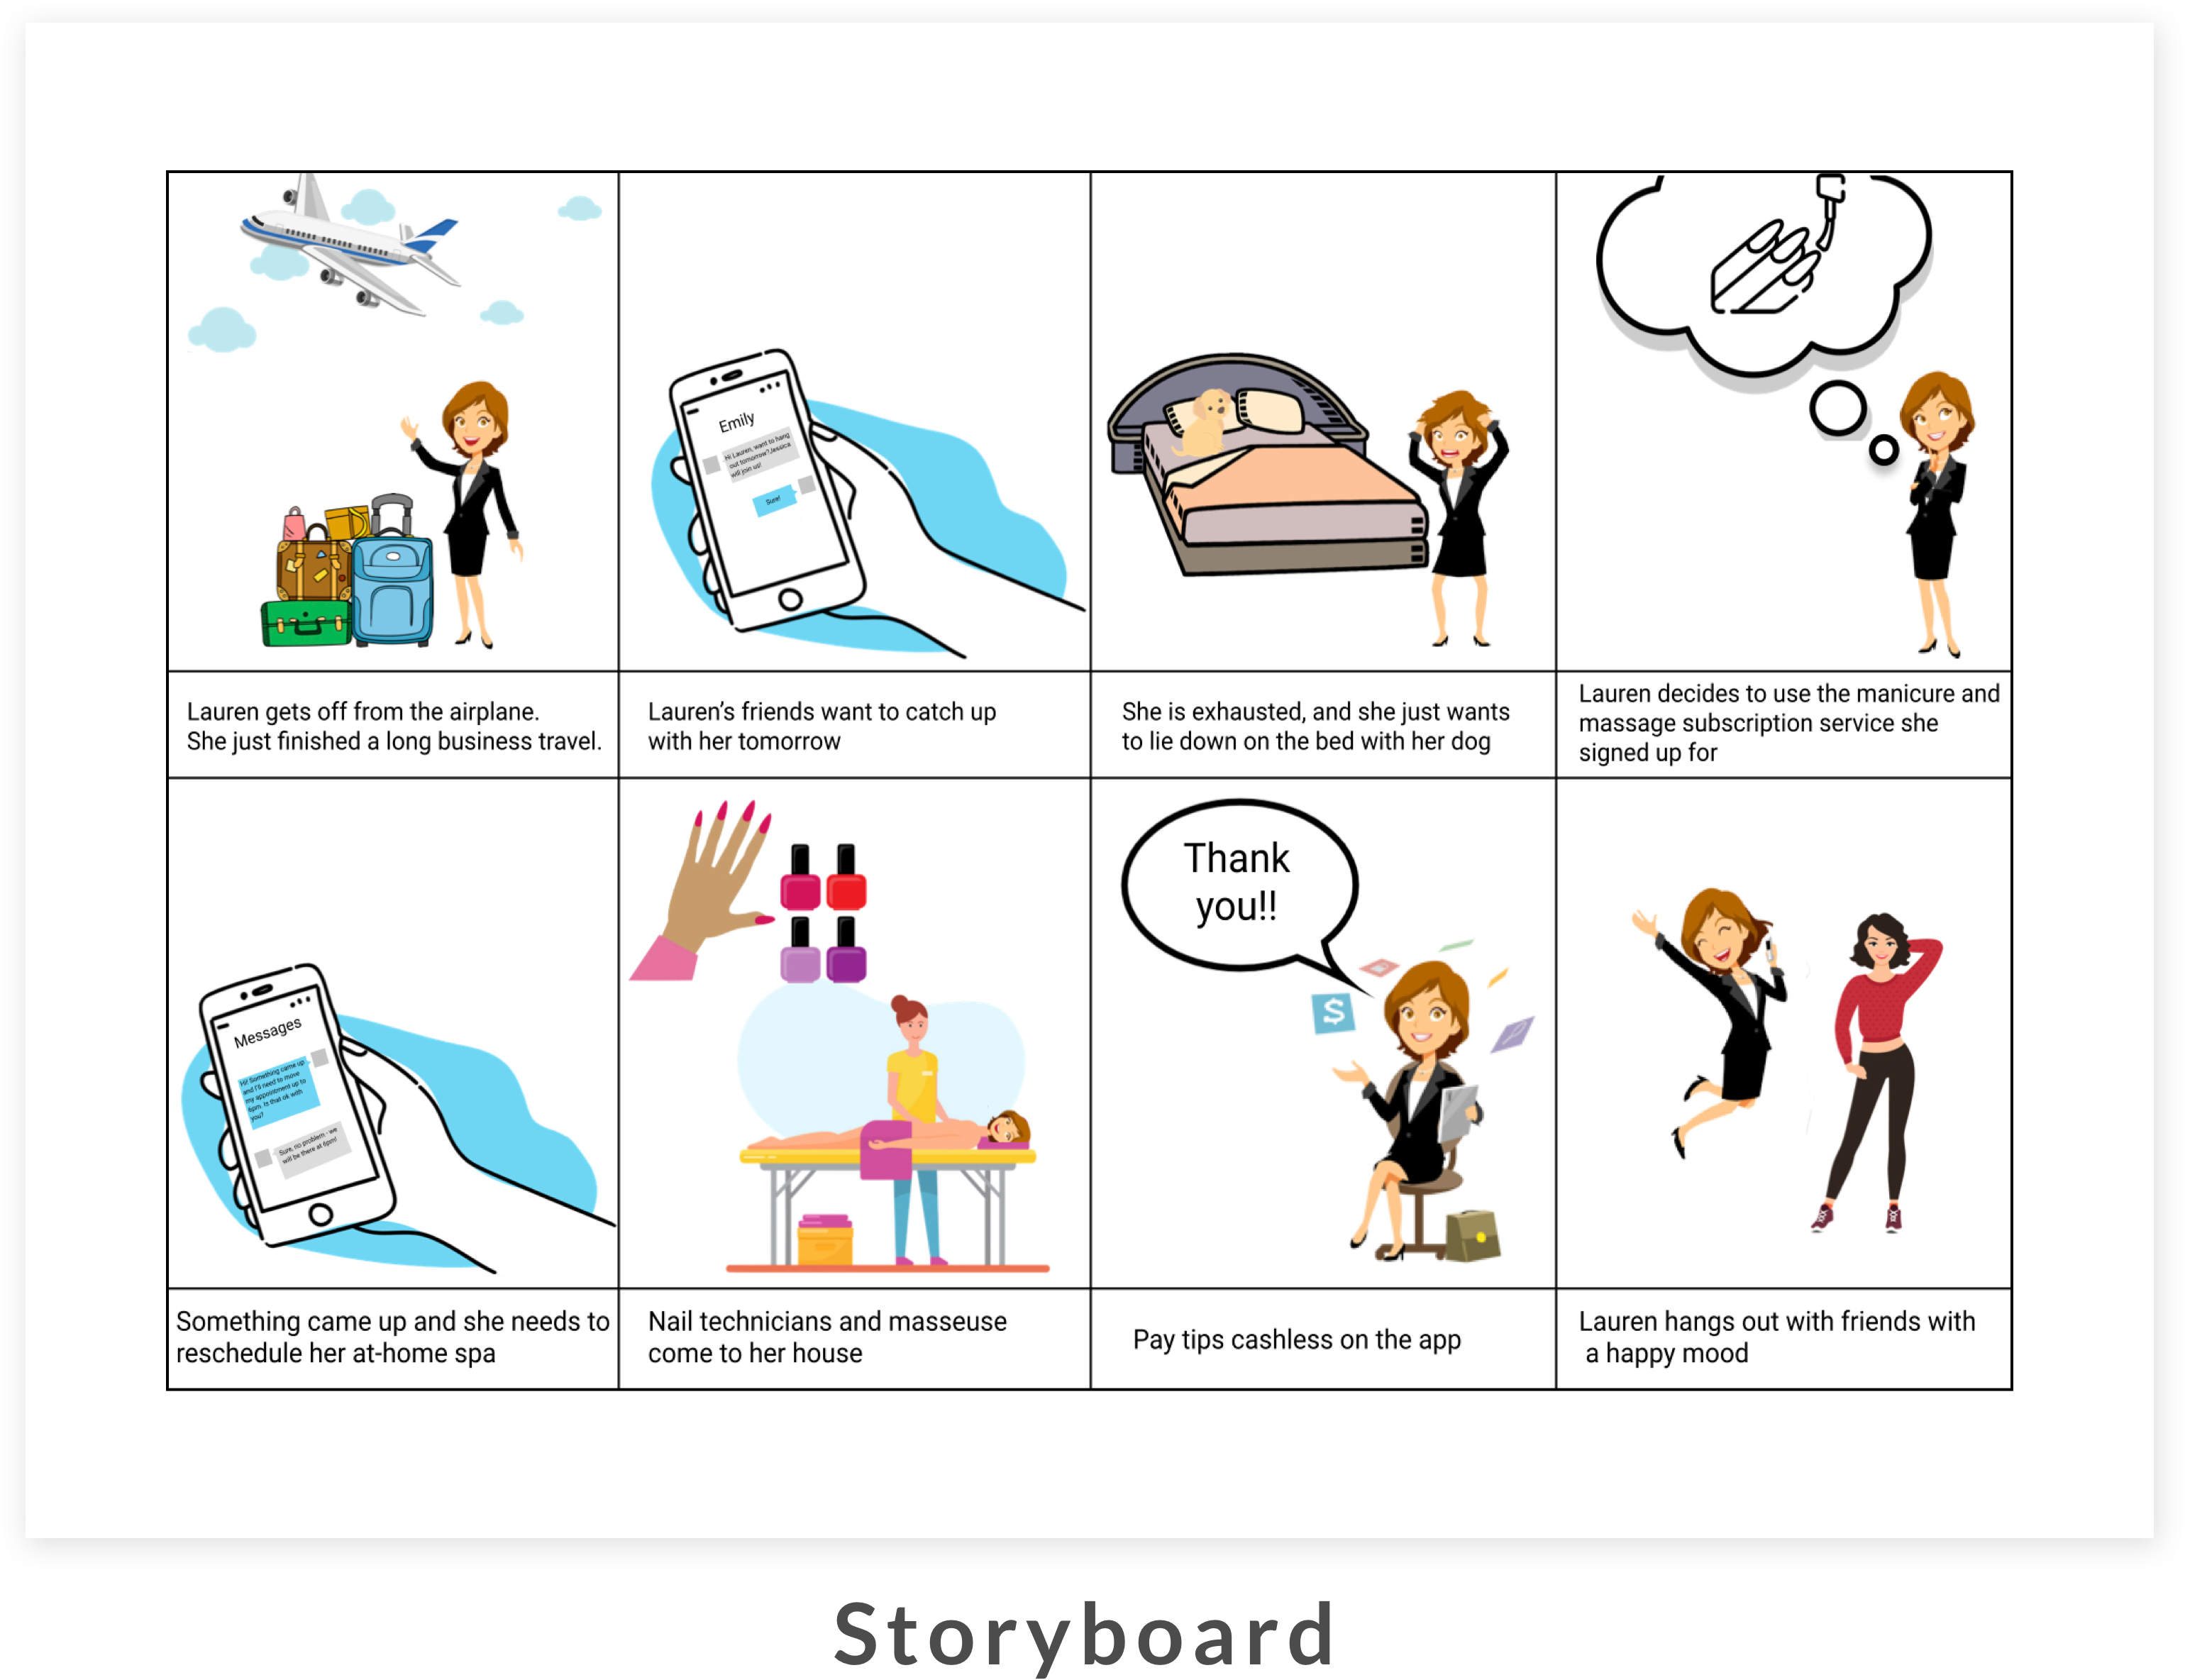 Emily
Hi Lauren, want to hang
out tomorrow? Jessica
will join us!
Sure!
Lauren gets off from the airplane.
She just finished a long business travel.
Lauren’s friends want to catch up
with her tomorrow
She is exhausted, and she just wants
to lie down on the bed with her dog
Lauren decides to use the manicure and
massage subscription service she
signed up for
Messages
Hi! Something came up
and I'll need to move
my appointment up to
6pm. Is that ok with
you?
Sure, no problem - we
will be there at 6pm!
Thank
you!!
$
Something came up and she needs to
reschedule her at-home spa
Nail technicians and masseuse
come to her house
Pay tips cashless on the app
Lauren hangs out with friends with
a happy mood
Storyboard